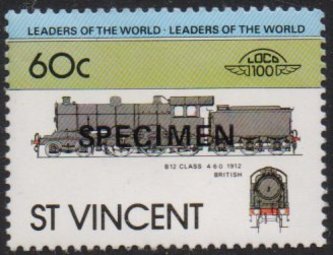 LEADERS OF THE WORLD · LEADERS OF THE WORLD
60c
LOCO
100
SPECIMEN
B12 CLASS 4-6-0 1912
BRITISH
ST VINCENT